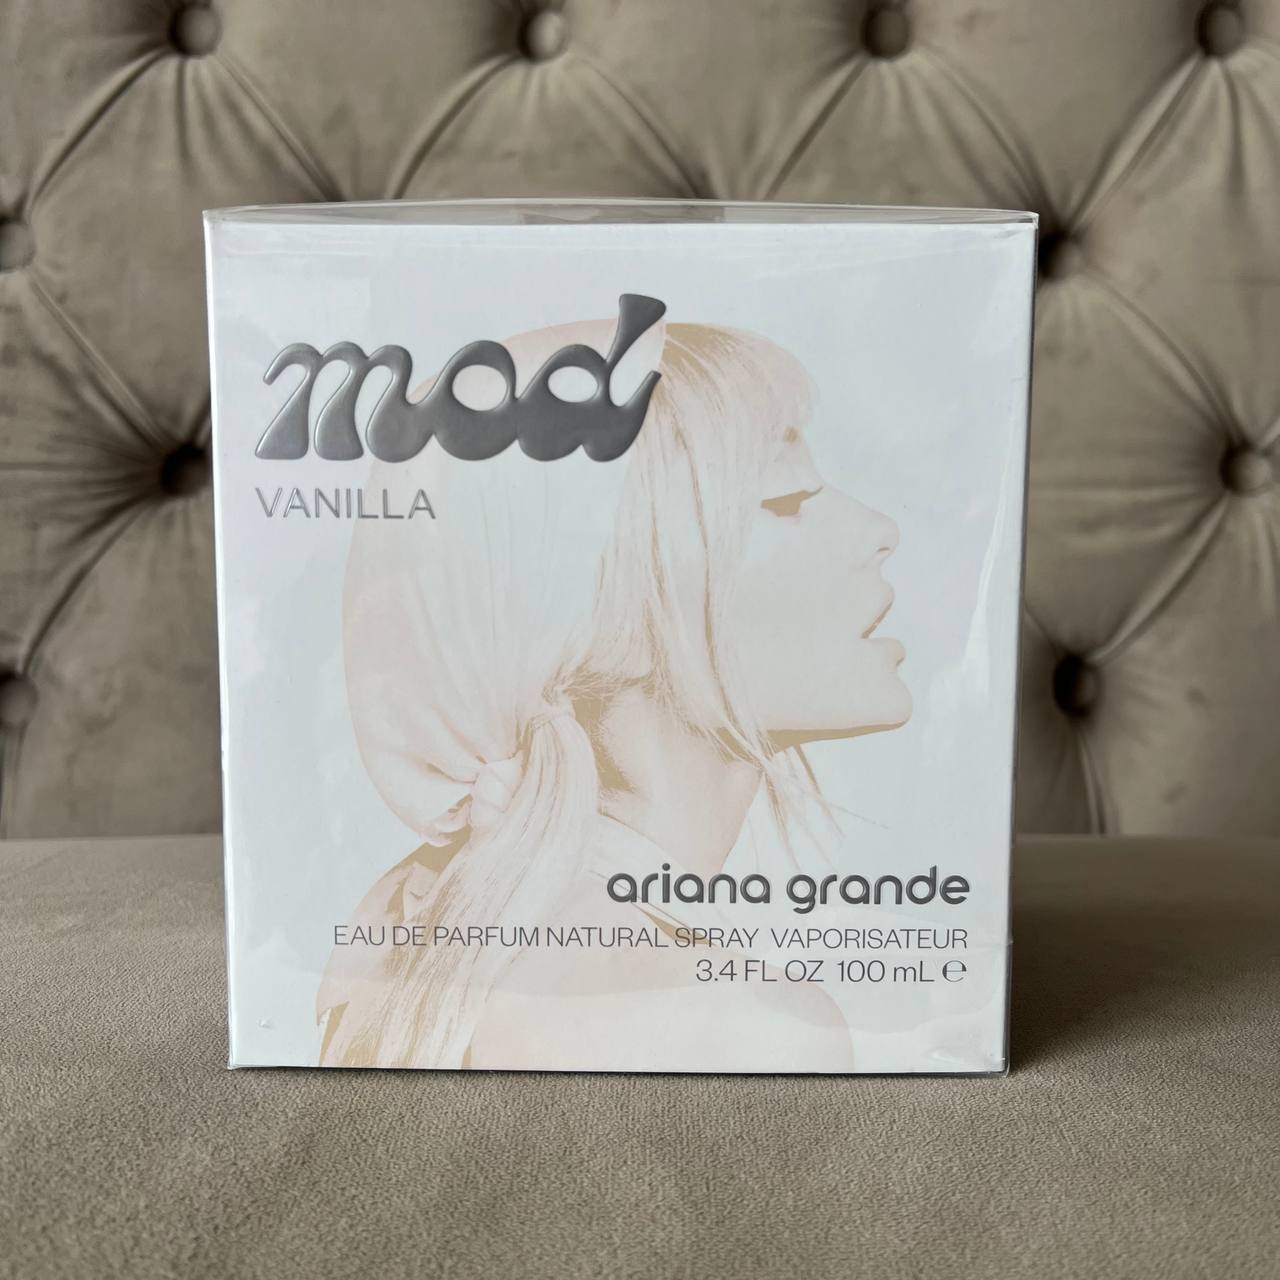 mod
VANILLA
ariana grande
EAU DE PARFUM NATURAL SPRAY VAPORISATEUR
3.4 FL OZ 100 mL ℮